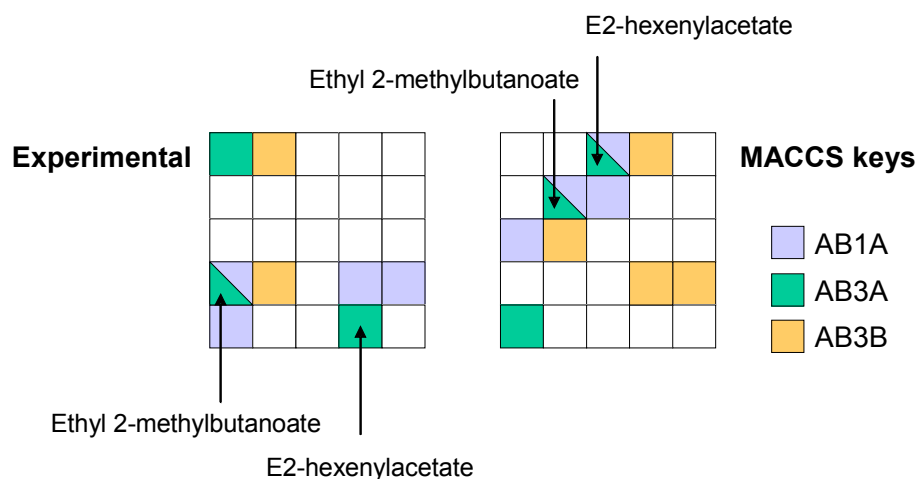 E2-hexenylacetate
Ethyl 2-methylbutanoate
Experimental
MACCS keys
AB1A
AB3A
AB3B
Ethyl 2-methylbutanoate
E2-hexenylacetate